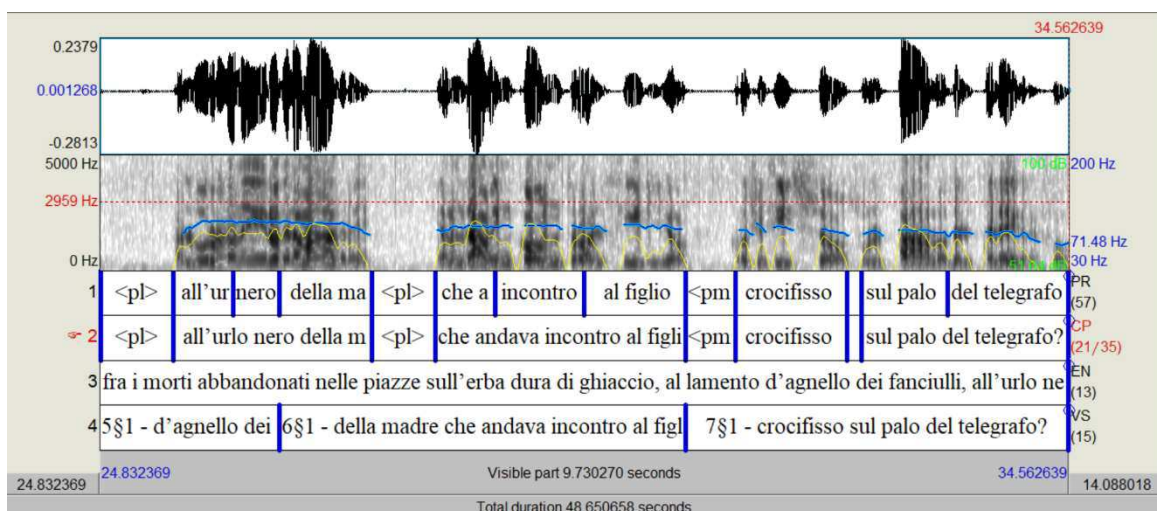 34.562639
0.2379
0.001268
-0.2813
5000 Hz 100 dB 200 Hz
2959 Hz
71.48 Hz
0 Hz 30 Hz
1 <pl> all'ur nero della ma <pl> che a incontro al figlio <pm crocifisso sul palo del telegrafo PR (57)
2 <pl> all'urlo nero della m <pl> che andava incontro al figli <pm crocifisso sul palo del telegrafo? CP (21/35)
3 fra i morti abbandonati nelle piazze sull'erba dura di ghiaccio, al lamento d'agnello dei fanciulli, all'urlo ne EN (13)
4 5§1 - d'agnello dei 6§1 - della madre che andava incontro al figl 7§1 - crocifisso sul palo del telegrafo? VS (15)
24.832369 Visible part 9.730270 seconds 34.562639
24.832369 14.088018
Total duration 48.650658 seconds